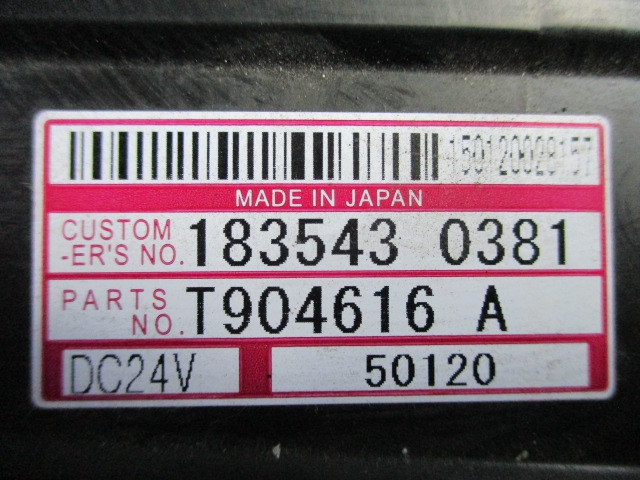 150120028157
MADE IN JAPAN
CUSTOM
-ER'S NO. 183543 0381
PARTS
NO. T904616 A
DC24V 50120